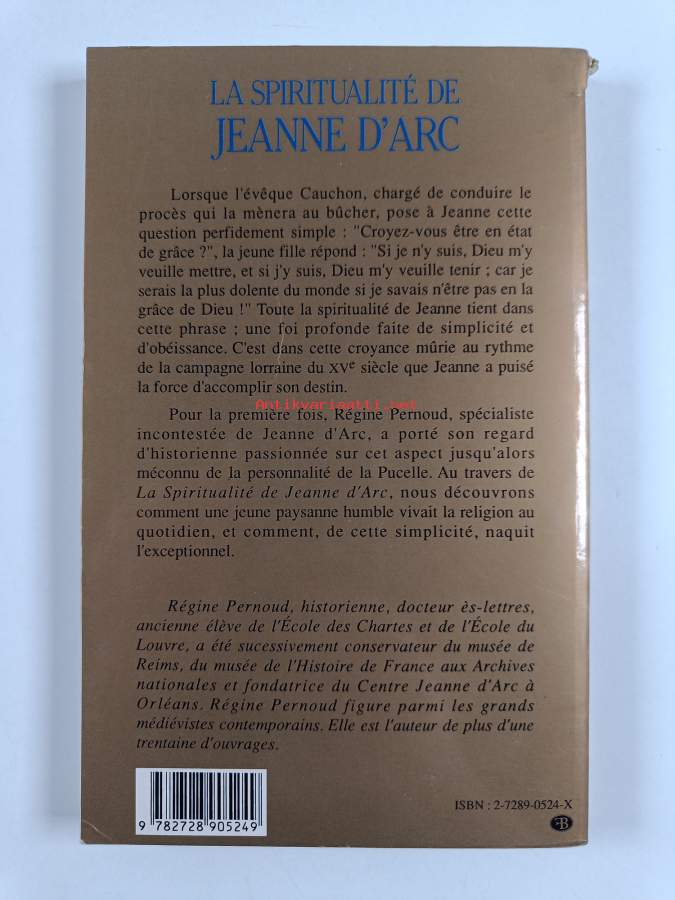 LA SPIRITUALITÉ DE
JEANNE D'ARC
Lorsque l'évêque Cauchon, chargé de conduire le
procès qui la mènera au bûcher, pose à Jeanne cette
question perfidement simple : "Croyez-vous être en état
de grâce ?", la jeune fille répond : "Si je n'y suis, Dieu m'y
veuille mettre, et si j'y suis, Dieu m'y veuille tenir ; car je
serais la plus dolente du monde si je savais n'être pas en la
grâce de Dieu !" Toute la spiritualité de Jeanne tient dans
cette phrase ; une foi profonde faite de simplicité et
d'obéissance. C'est dans cette croyance mûrie au rythme
de la campagne lorraine du XVe siècle que Jeanne a puisé
la force d'accomplir son destin.
Antikvariaatti.net
Pour la première fois, Régine Pernoud, spécialiste
incontestée de Jeanne d'Arc, a porté son regard
d'historienne passionnée sur cet aspect jusqu'alors
méconnu de la personnalité de la Pucelle. Au travers de
La Spiritualité de Jeanne d'Arc, nous découvrons
comment une jeune paysanne humble vivait la religion au
quotidien, et comment, de cette simplicité, naquit
l'exceptionnel.
Régine Pernoud, historienne, docteur ès-lettres,
ancienne élève de l'École des Chartes et de l'École du
Louvre, a été sucessivement conservateur du musée de
Reims, du musée de l'Histoire de France aux Archives
nationales et fondatrice du Centre Jeanne d'Arc à
Orléans. Régine Pernoud figure parmi les grands
médiévistes contemporains. Elle est l'auteur de plus d'une
trentaine d'ouvrages.
ISBN : 2-7289-0524-X
9 782728 905249